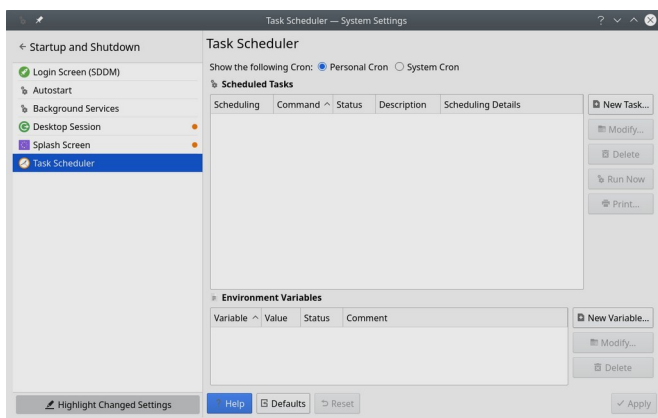 Task Scheduler — System Settings
Startup and Shutdown
Login Screen (SDDM)
Autostart
Background Services
Desktop Session
Splash Screen
Task Scheduler
Highlight Changed Settings
Task Scheduler
Show the following Cron: Personal Cron System Cron
Scheduled Tasks
Scheduling Command Status Description Scheduling Details
New Task...
Modify...
Delete
Run Now
Print...
Environment Variables
Variable Value Status Comment
New Variable...
Modify...
Delete
Help Defaults Reset Apply